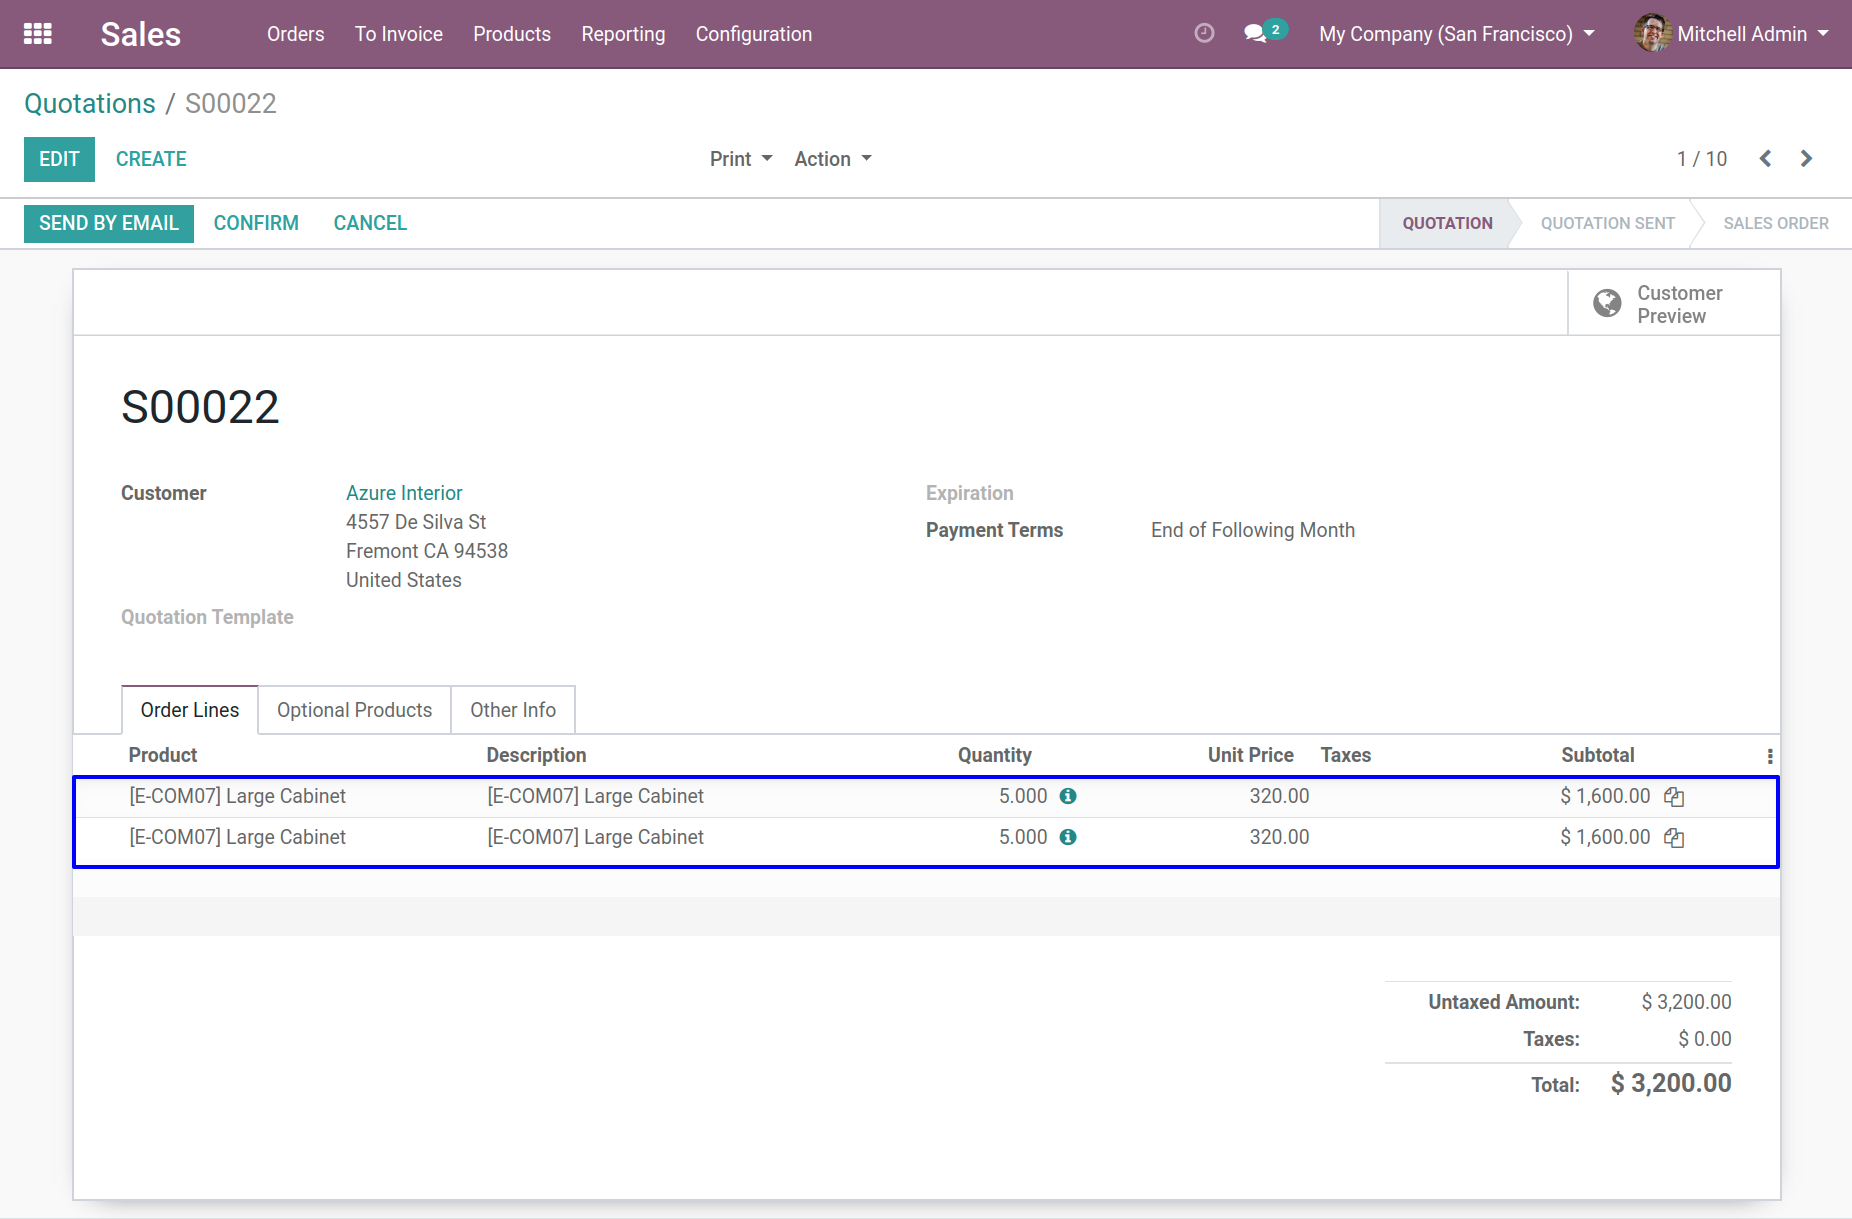 Sales Orders To Invoice Products Reporting Configuration 2 My Company (San Francisco) Mitchell Admin
Quotations / S00022
EDIT CREATE Print Action 1 / 10
SEND BY EMAIL CONFIRM CANCEL QUOTATION QUOTATION SENT SALES ORDER
Customer
Preview
S00022
Customer Azure Interior Expiration
4557 De Silva St
Payment Terms End of Following Month
Fremont CA 94538
United States
Quotation Template
Order Lines Optional Products Other Info
Product Description Quantity Unit Price Taxes Subtotal
[E-COM07] Large Cabinet [E-COM07] Large Cabinet 5.000 320.00 $ 1,600.00
[E-COM07] Large Cabinet [E-COM07] Large Cabinet 5.000 320.00 $ 1,600.00
Untaxed Amount: $ 3,200.00
Taxes: $ 0.00
Total: $ 3,200.00